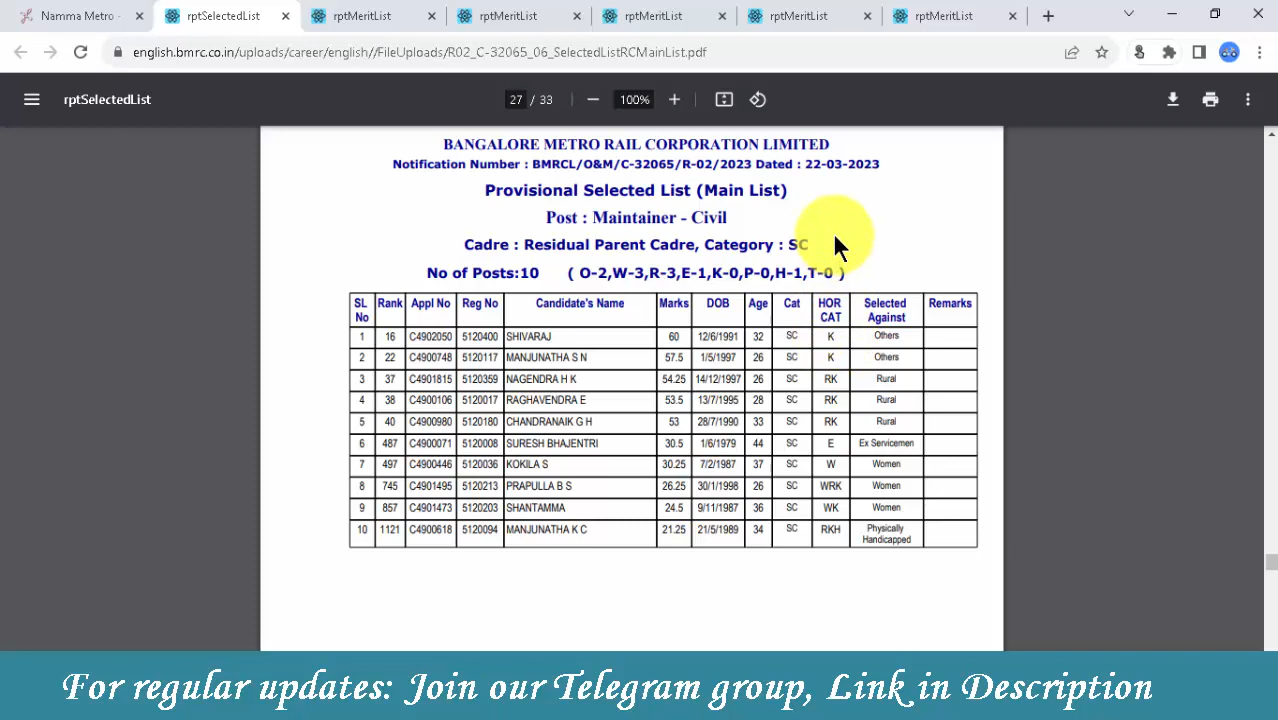 Namma Metro -
rptSelectedList
rptMeritList
rptMeritList
rptMeritList
rptMeritList
rptMeritList
english.bmrc.co.in/uploads/career/english//FileUploads/R02_C-32065_06_SelectedListRCMainList.pdf
rptSelectedList 27 / 33 100%
BANGALORE METRO RAIL CORPORATION LIMITED
Notification Number : BMRCL/O&M/C-32065/R-02/2023 Dated : 22-03-2023
Provisional Selected List (Main List)
Post : Maintainer - Civil
Cadre : Residual Parent Cadre, Category : SC
No of Posts:10 ( O-2,W-3,R-3,E-1,K-0,P-0,H-1,T-0 )
SL No Rank Appl No Reg No Candidate's Name Marks DOB Age Cat HOR CAT Selected Against Remarks
1 16 C4902050 5120400 SHIVARAJ 60 12/6/1991 32 SC K Others
2 22 C4900748 5120117 MANJUNATHA S N 57.5 1/5/1997 26 SC K Others
3 37 C4901815 5120359 NAGENDRA H K 54.25 14/12/1997 26 SC RK Rural
4 38 C4900106 5120017 RAGHAVENDRA E 53.5 13/7/1995 28 SC RK Rural
5 40 C4900980 5120180 CHANDRANAIK G H 53 28/7/1990 33 SC RK Rural
6 487 C4900071 5120008 SURESH BHAJENTRI 30.5 1/6/1979 44 SC E Ex Servicemen
7 497 C4900446 5120036 KOKILA S 30.25 7/2/1987 37 SC W Women
8 745 C4901495 5120213 PRAPULLA B S 26.25 30/1/1998 26 SC WRK Women
9 857 C4901473 5120203 SHANTAMMA 24.5 9/11/1987 36 SC WK Women
10 1121 C4900618 5120094 MANJUNATHA K C 21.25 21/5/1989 34 SC RKH Physically Handicapped
For regular updates: Join our Telegram group, Link in Description